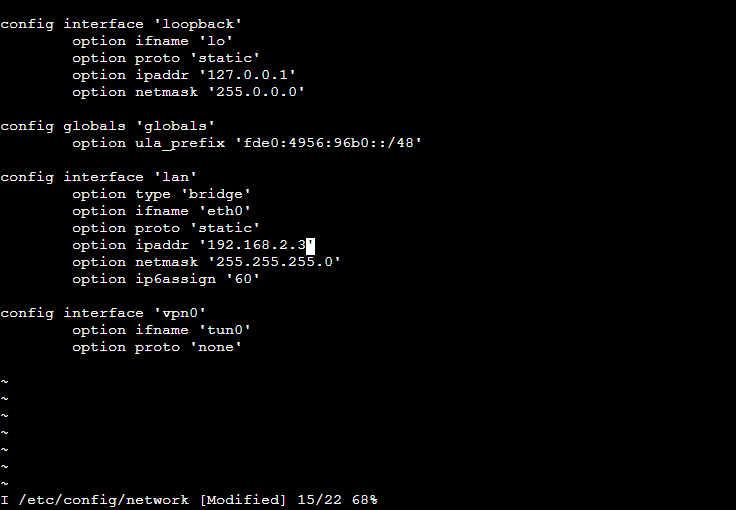 config interface 'loopback'
        option ifname 'lo'
        option proto 'static'
        option ipaddr '127.0.0.1'
        option netmask '255.0.0.0'

config globals 'globals'
        option ula_prefix 'fde0:4956:96b0::/48'

config interface 'lan'
        option type 'bridge'
        option ifname 'eth0'
        option proto 'static'
        option ipaddr '192.168.2.3'
        option netmask '255.255.255.0'
        option ip6assign '60'

config interface 'vpn0'
        option ifname 'tun0'
        option proto 'none'

~
~
~
~
~
~
~
I /etc/config/network [Modified] 15/22 68%